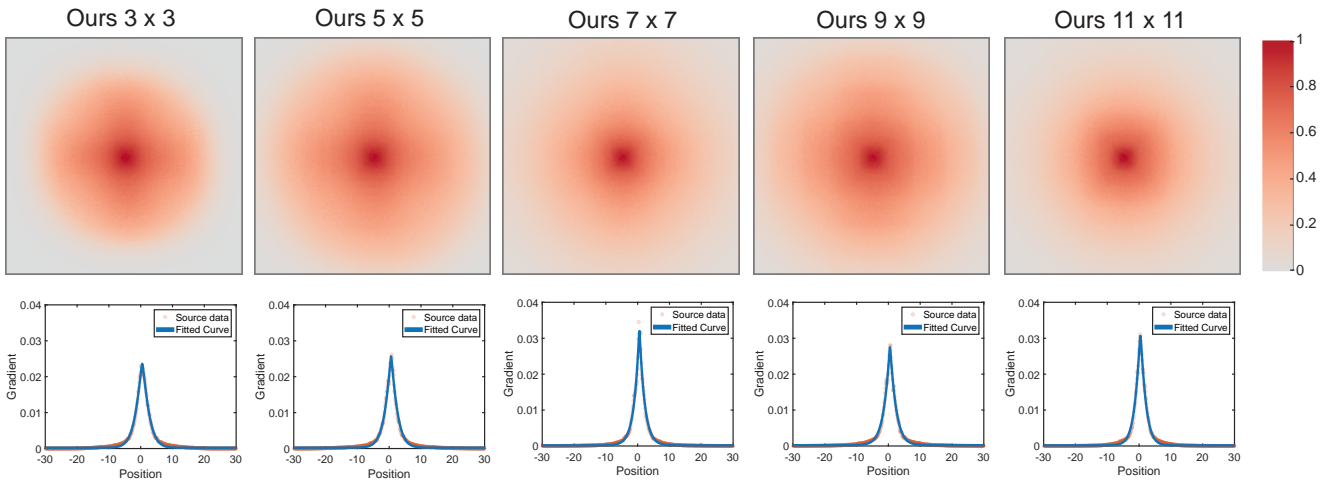 Ours 3 x 3
Ours 5 x 5
Ours 7 x 7
Ours 9 x 9
Ours 11 x 11
1
0.8
0.6
0.4
0.2
0
0.04
0.03
0.02
0.01
0
Gradient
Source data
Fitted Curve
-30 -20 -10 0 10 20 30
Position
0.04
0.03
0.02
0.01
0
Gradient
Source data
Fitted Curve
-30 -20 -10 0 10 20 30
Position
0.04
0.03
0.02
0.01
0
Gradient
Source data
Fitted Curve
-30 -20 -10 0 10 20 30
Position
0.04
0.03
0.02
0.01
0
Gradient
Source data
Fitted Curve
-30 -20 -10 0 10 20 30
Position
0.04
0.03
0.02
0.01
0
Gradient
Source data
Fitted Curve
-30 -20 -10 0 10 20 30
Position